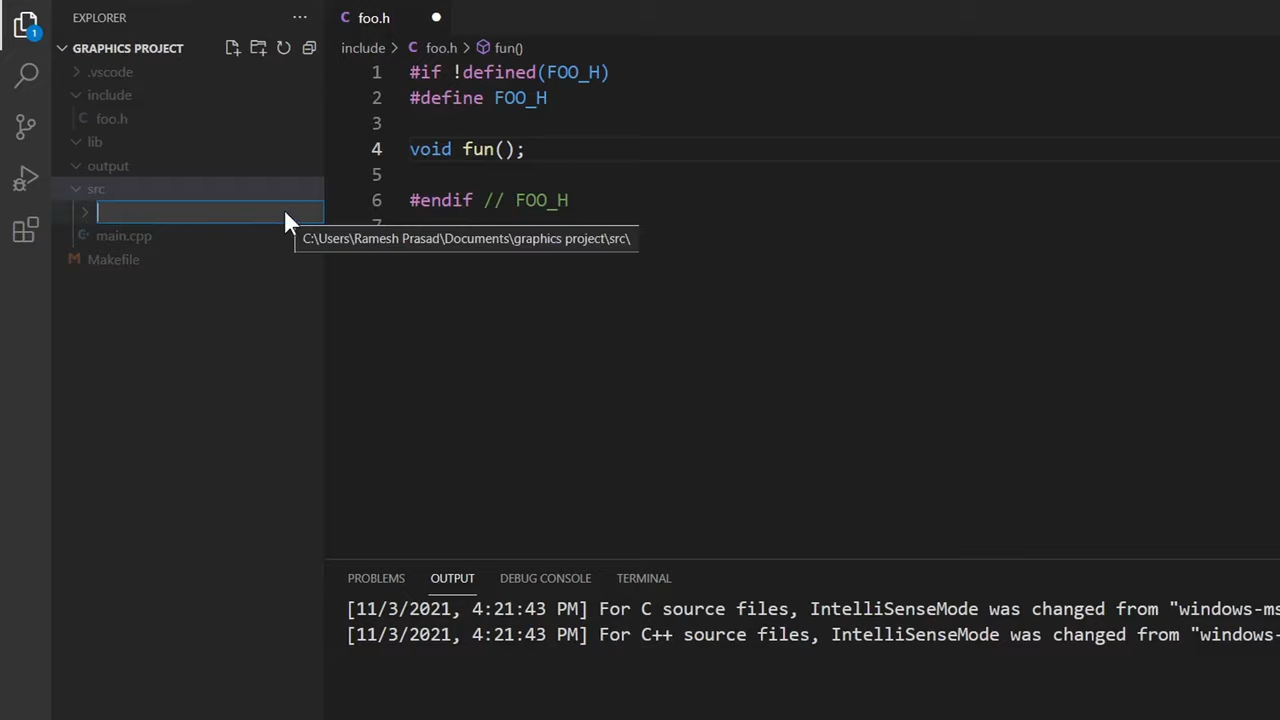 EXPLORER
GRAPHICS PROJECT
.vscode
include
foo.h
lib
output
src
main.cpp
Makefile
1
foo.h
include > foo.h > fun()
1 #if !defined(FOO_H)
2 #define FOO_H
3
4 void fun();
5
6 #endif // FOO_H
7
C:\Users\Ramesh Prasad\Documents\graphics project\src\
PROBLEMS OUTPUT DEBUG CONSOLE TERMINAL
[11/3/2021, 4:21:43 PM] For C source files, IntelliSenseMode was changed from "windows-ms
[11/3/2021, 4:21:43 PM] For C++ source files, IntelliSenseMode was changed from "windows-